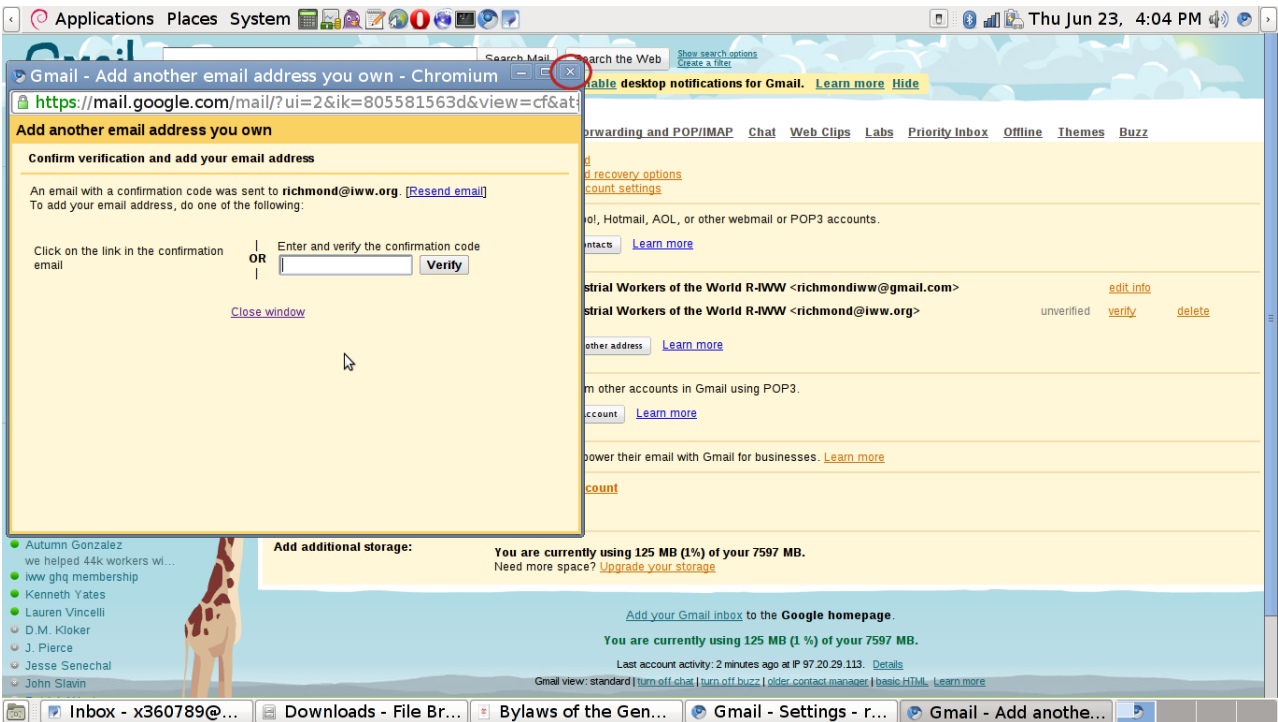 Applications Places System
Thu Jun 23, 4:04 PM
Gmail
Search Mail
Search the Web
Show search options
Create a filter
Gmail - Add another email address you own - Chromium
nable desktop notifications for Gmail. Learn more Hide
https://mail.google.com/mail/?ui=2&ik=805581563d&view=cf&at=
Add another email address you own
orwarding and POP/IMAP Chat Web Clips Labs Priority Inbox Offline Themes Buzz
Confirm verification and add your email address
d
d recovery options
count settings
An email with a confirmation code was sent to richmond@iww.org. [Resend email]
To add your email address, do one of the following:
oo!, Hotmail, AOL, or other webmail or POP3 accounts.
ontacts Learn more
Click on the link in the confirmation
email
OR
Enter and verify the confirmation code
Verify
Close window
strial Workers of the World R-IWW <richmondiww@gmail.com> edit info
strial Workers of the World R-IWW <richmond@iww.org> unverified verify delete
other address Learn more
m other accounts in Gmail using POP3.
account Learn more
power their email with Gmail for businesses. Learn more
count
Autumn Gonzalez
we helped 44k workers wi...
iww ghq membership
Kenneth Yates
Lauren Vincelli
D.M. Kloker
J. Pierce
Jesse Senechal
John Slavin
Add additional storage:
You are currently using 125 MB (1%) of your 7597 MB.
Need more space? Upgrade your storage
Add your Gmail inbox to the Google homepage.
You are currently using 125 MB (1 %) of your 7597 MB.
Last account activity: 2 minutes ago at IP 97.20.29.113. Details
Gmail view: standard | turn off chat | turn off buzz | older contact manager | basic HTML Learn more
Inbox - x360789@...
Downloads - File Br...
Bylaws of the Gen...
Gmail - Settings - r...
Gmail - Add anothe...